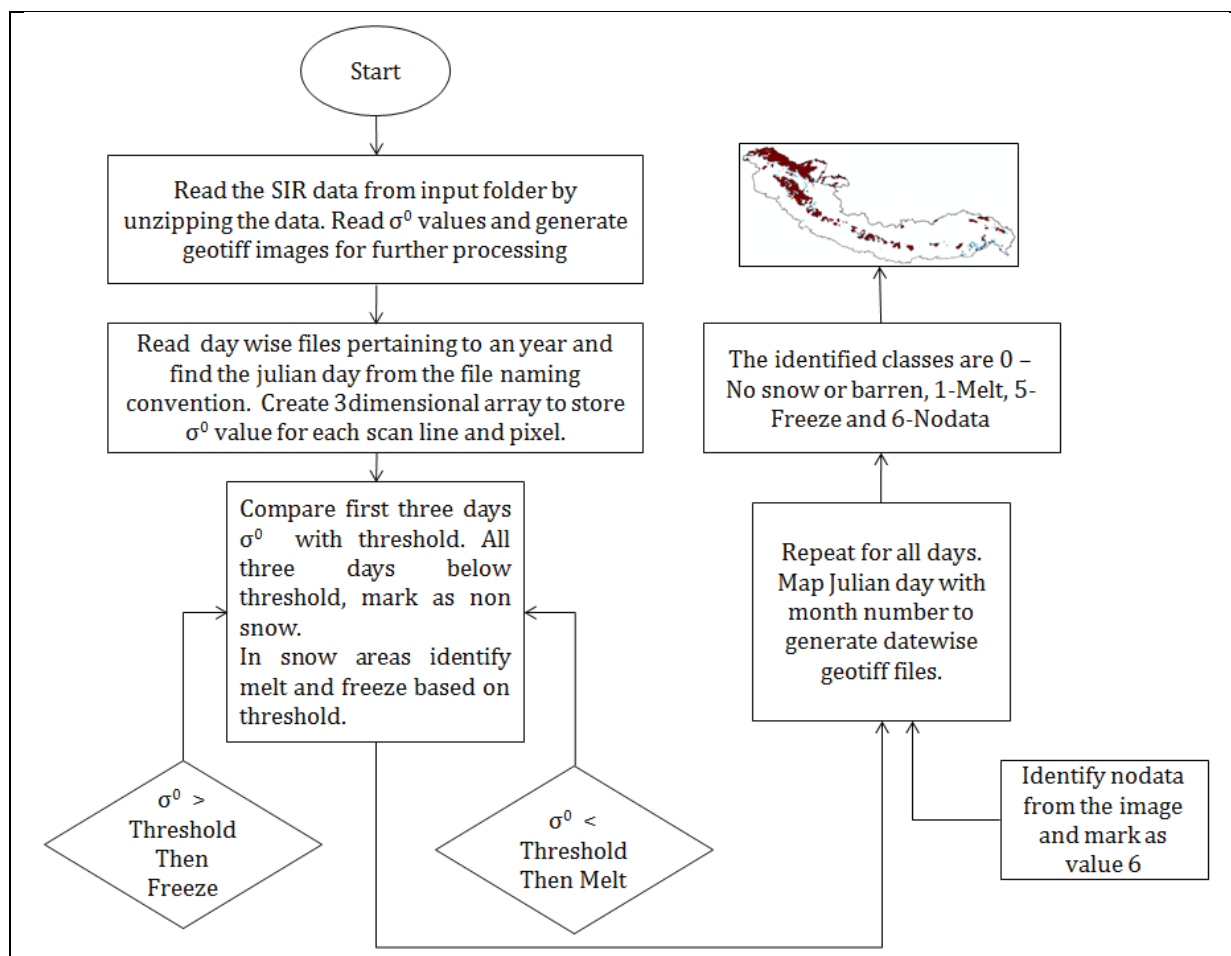 Start
Read the SIR data from input folder by
unzipping the data. Read σ⁰ values and generate
geotiff images for further processing
Read day wise files pertaining to an year and
find the julian day from the file naming
convention. Create 3dimensional array to store
σ⁰ value for each scan line and pixel.
Compare first three days
σ⁰ with threshold. All
three days below
threshold, mark as non
snow.
In snow areas identify
melt and freeze based on
threshold.
σ⁰ >
Threshold
Then
Freeze
σ⁰ <
Threshold
Then Melt
The identified classes are 0 –
No snow or barren, 1-Melt, 5-
Freeze and 6-Nodata
Repeat for all days.
Map Julian day with
month number to
generate datewise
geotiff files.
Identify nodata
from the image
and mark as
value 6